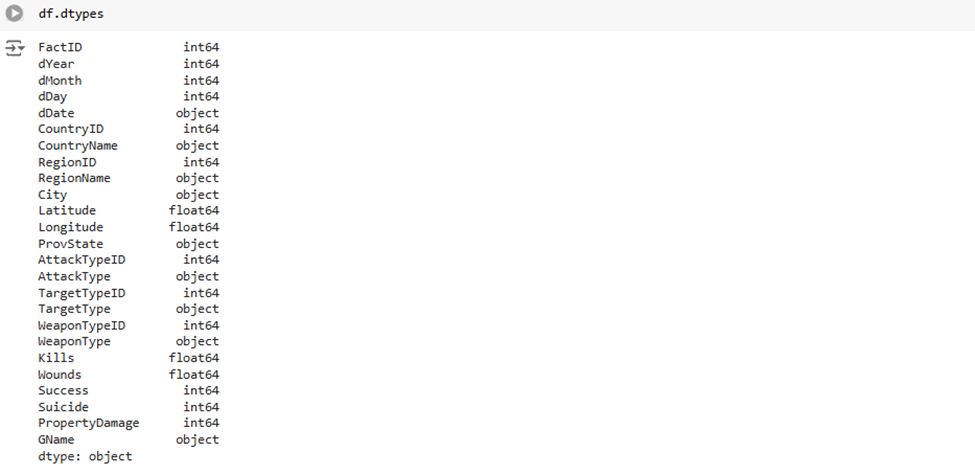 df.dtypes
FactID int64
dYear int64
dMonth int64
dDay int64
dDate object
CountryID int64
CountryName object
RegionID int64
RegionName object
City object
Latitude float64
Longitude float64
ProvState object
AttackTypeID int64
AttackType object
TargetTypeID int64
TargetType object
WeaponTypeID int64
WeaponType object
Kills float64
Wounds float64
Success int64
Suicide int64
PropertyDamage int64
GName object
dtype: object